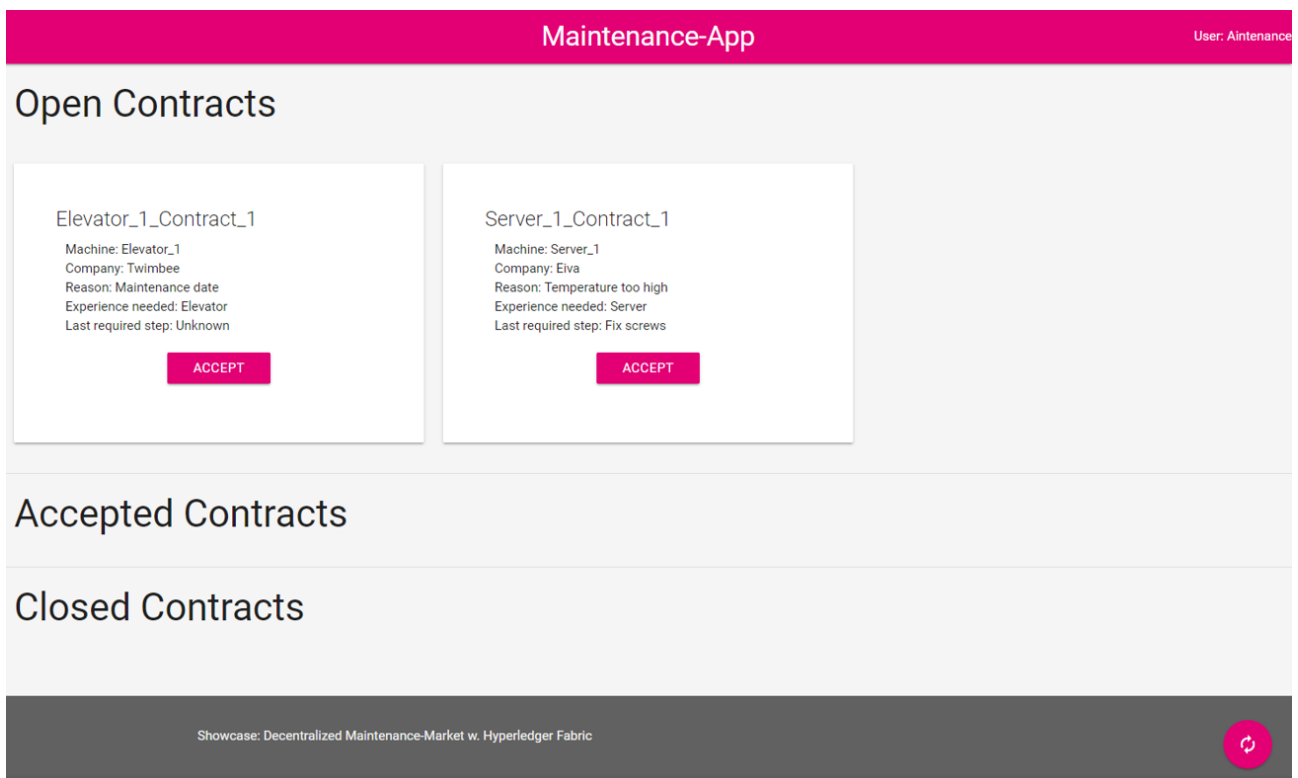 Maintenance-App
User: Aintenance
Open Contracts
Elevator_1_Contract_1
Machine: Elevator_1
Company: Twimbee
Reason: Maintenance date
Experience needed: Elevator
Last required step: Unknown
ACCEPT
Server_1_Contract_1
Machine: Server_1
Company: Eiva
Reason: Temperature too high
Experience needed: Server
Last required step: Fix screws
ACCEPT
Accepted Contracts
Closed Contracts
Showcase: Decentralized Maintenance-Market w. Hyperledger Fabric